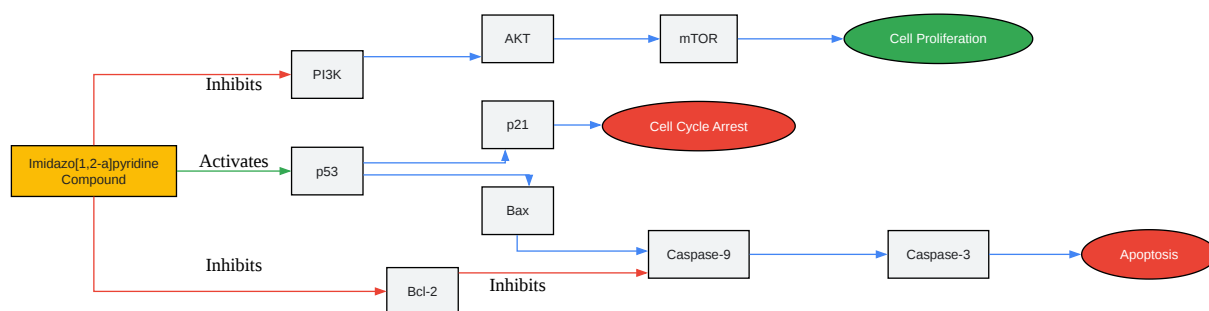 AKT
mTOR
Cell Proliferation
PI3K
Inhibits
p21
Cell Cycle Arrest
Imidazo[1,2-a]pyridine
Compound
Activates
p53
Bax
Inhibits
Caspase-9
Caspase-3
Apoptosis
Bcl-2
Inhibits